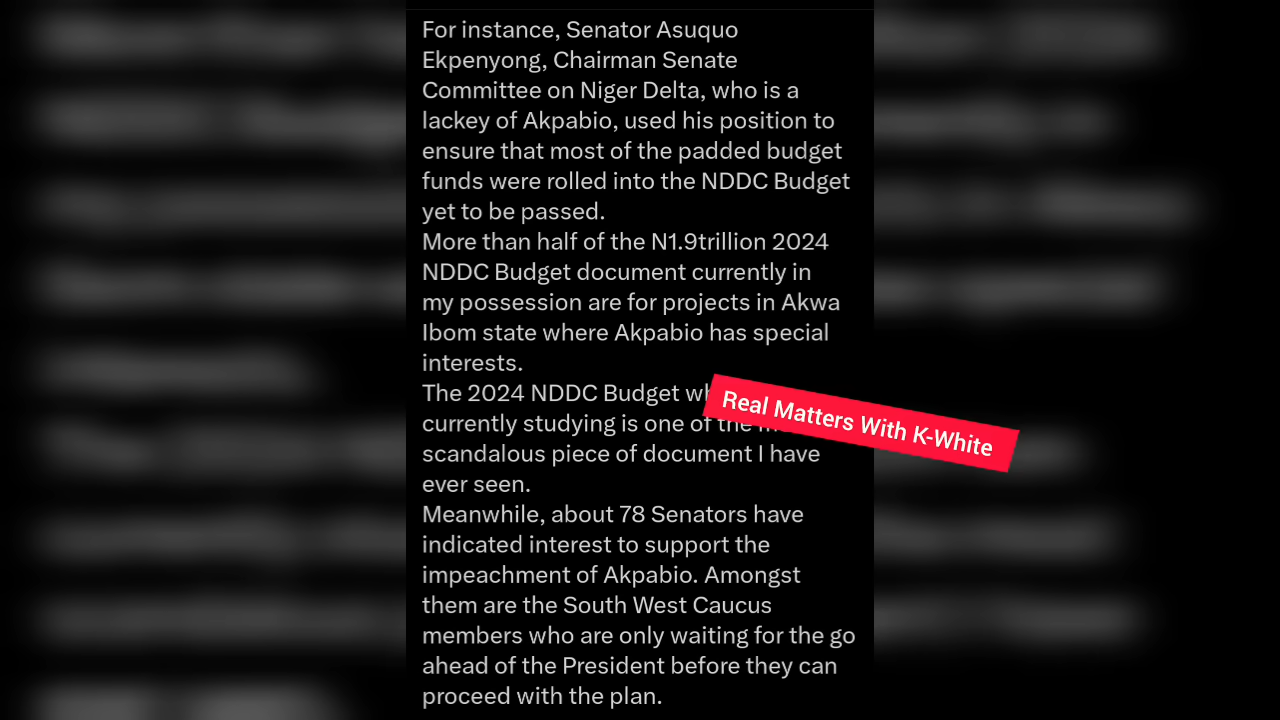 For instance, Senator Asuquo
Ekpenyong, Chairman Senate
Committee on Niger Delta, who is a
lackey of Akpabio, used his position to
ensure that most of the padded budget
funds were rolled into the NDDC Budget
yet to be passed.
More than half of the N1.9trillion 2024
NDDC Budget document currently in
my possession are for projects in Akwa
Ibom state where Akpabio has special
interests.
The 2024 NDDC Budget
Real Matters With K-White
currently studying is one of the
scandalous piece of document I have
ever seen.
Meanwhile, about 78 Senators have
indicated interest to support the
impeachment of Akpabio. Amongst
them are the South West Caucus
members who are only waiting for the go
ahead of the President before they can
proceed with the plan.